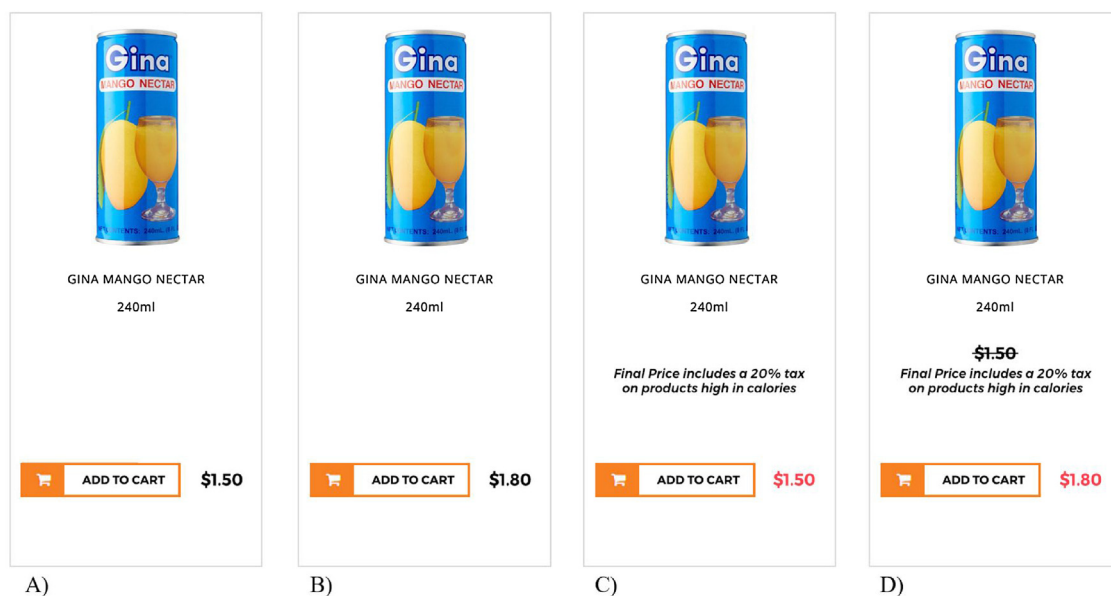 Gina
MANGO NECTAR
GINA MANGO NECTAR
240ml
ADD TO CART $1.50
A)
Gina
MANGO NECTAR
GINA MANGO NECTAR
240ml
ADD TO CART $1.80
B)
Gina
MANGO NECTAR
GINA MANGO NECTAR
240ml
Final Price includes a 20% tax
on products high in calories
ADD TO CART $1.50
C)
Gina
MANGO NECTAR
GINA MANGO NECTAR
240ml
$1.50
Final Price includes a 20% tax
on products high in calories
ADD TO CART $1.80
D)